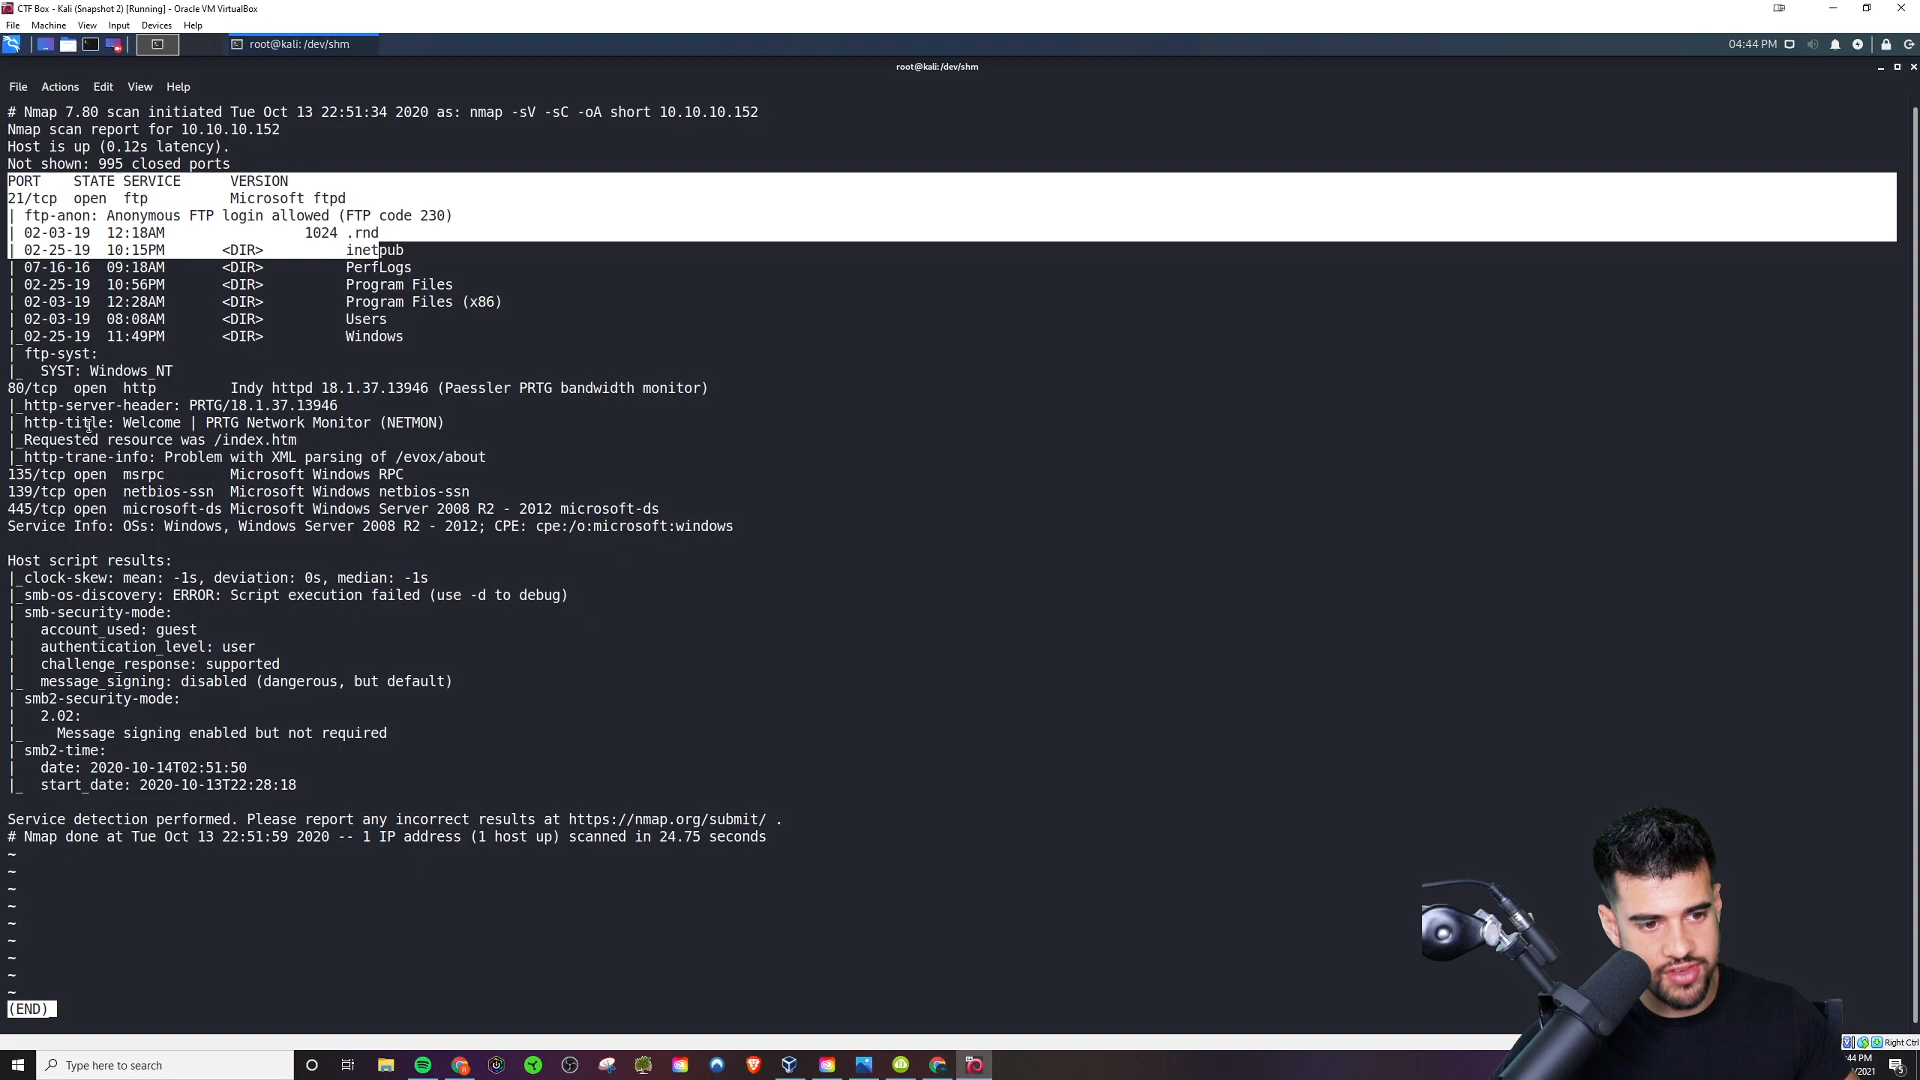 CTF Box - Kali (Snapshot 2) [Running] - Oracle VM VirtualBox
File Machine View Input Devices Help
root@kali: /dev/shm
04:44 PM
root@kali:/dev/shm
File Actions Edit View Help
# Nmap 7.80 scan initiated Tue Oct 13 22:51:34 2020 as: nmap -sV -sC -oA short 10.10.10.152
Nmap scan report for 10.10.10.152
Host is up (0.12s latency).
Not shown: 995 closed ports
PORT    STATE SERVICE      VERSION
21/tcp  open  ftp          Microsoft ftpd
| ftp-anon: Anonymous FTP login allowed (FTP code 230)
| 02-03-19  12:18AM                 1024 .rnd
| 02-25-19  10:15PM       <DIR>          inetpub
| 07-16-16  09:18AM       <DIR>          PerfLogs
| 02-25-19  10:56PM       <DIR>          Program Files
| 02-03-19  12:28AM       <DIR>          Program Files (x86)
| 02-03-19  08:08AM       <DIR>          Users
|_02-25-19  11:49PM       <DIR>          Windows
| ftp-syst:
|_  SYST: Windows_NT
80/tcp  open  http         Indy httpd 18.1.37.13946 (Paessler PRTG bandwidth monitor)
|_http-server-header: PRTG/18.1.37.13946
| http-title: Welcome | PRTG Network Monitor (NETMON)
|_Requested resource was /index.htm
|_http-trane-info: Problem with XML parsing of /evox/about
135/tcp open  msrpc        Microsoft Windows RPC
139/tcp open  netbios-ssn  Microsoft Windows netbios-ssn
445/tcp open  microsoft-ds Microsoft Windows Server 2008 R2 - 2012 microsoft-ds
Service Info: OSs: Windows, Windows Server 2008 R2 - 2012; CPE: cpe:/o:microsoft:windows
Host script results:
|_clock-skew: mean: -1s, deviation: 0s, median: -1s
|_smb-os-discovery: ERROR: Script execution failed (use -d to debug)
| smb-security-mode:
|   account_used: guest
|   authentication_level: user
|   challenge_response: supported
|_  message_signing: disabled (dangerous, but default)
| smb2-security-mode:
|   2.02:
|_    Message signing enabled but not required
| smb2-time:
|   date: 2020-10-14T02:51:50
|_  start_date: 2020-10-13T22:28:18
Service detection performed. Please report any incorrect results at https://nmap.org/submit/ .
# Nmap done at Tue Oct 13 22:51:59 2020 -- 1 IP address (1 host up) scanned in 24.75 seconds
~
~
~
~
~
~
~
~
~
(END)
Right Ctrl
Type here to search
:44 PM
/2021
5